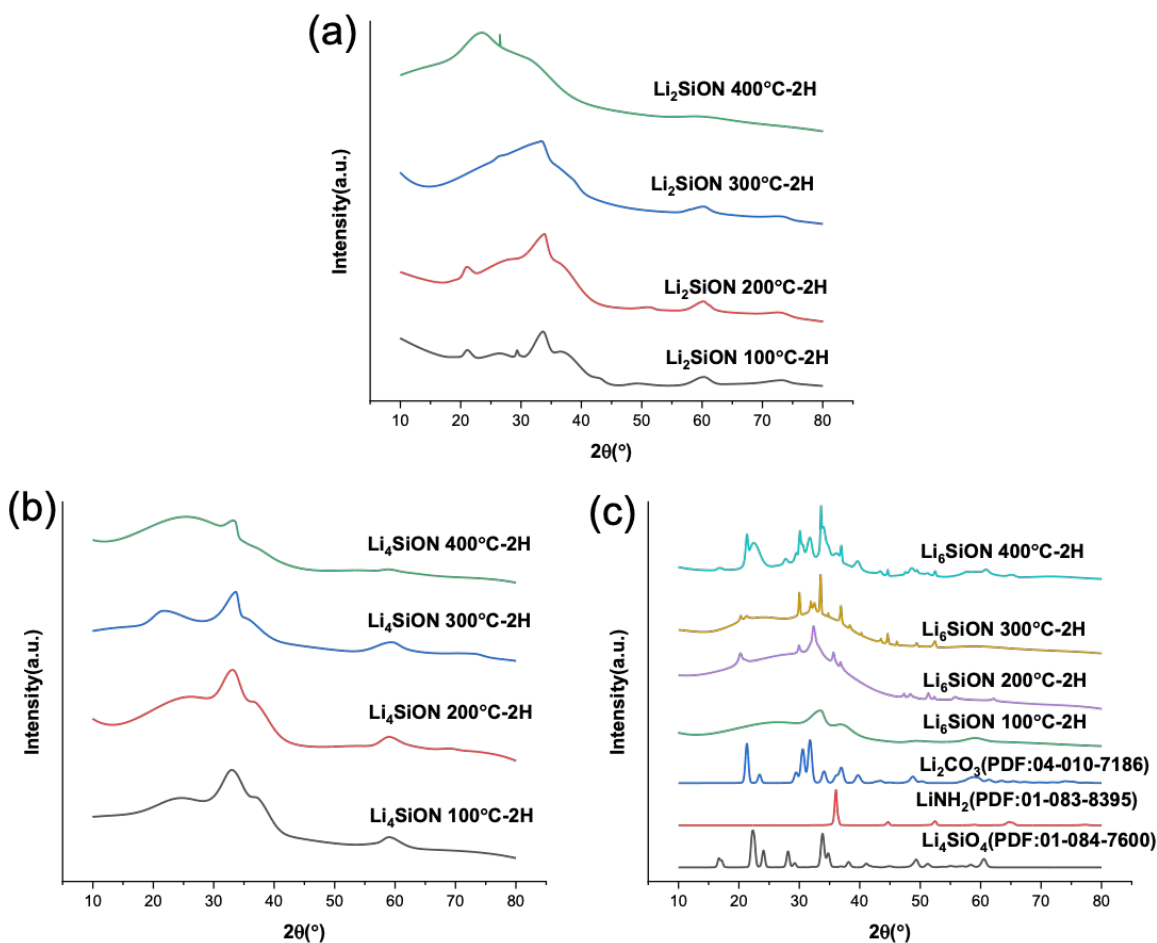 (a)
Intensity(a.u.)
Li₂SiON 400°C-2H
Li₂SiON 300°C-2H
Li₂SiON 200°C-2H
Li₂SiON 100°C-2H
10 20 30 40 50 60 70 80
2θ(°)
(b)
Intensity(a.u.)
Li₄SiON 400°C-2H
Li₄SiON 300°C-2H
Li₄SiON 200°C-2H
Li₄SiON 100°C-2H
10 20 30 40 50 60 70 80
2θ(°)
(c)
Intensity(a.u.)
Li₆SiON 400°C-2H
Li₆SiON 300°C-2H
Li₆SiON 200°C-2H
Li₆SiON 100°C-2H
Li₂CO₃(PDF:04-010-7186)
LiNH₂(PDF:01-083-8395)
Li₄SiO₄(PDF:01-084-7600)
10 20 30 40 50 60 70 80
2θ(°)